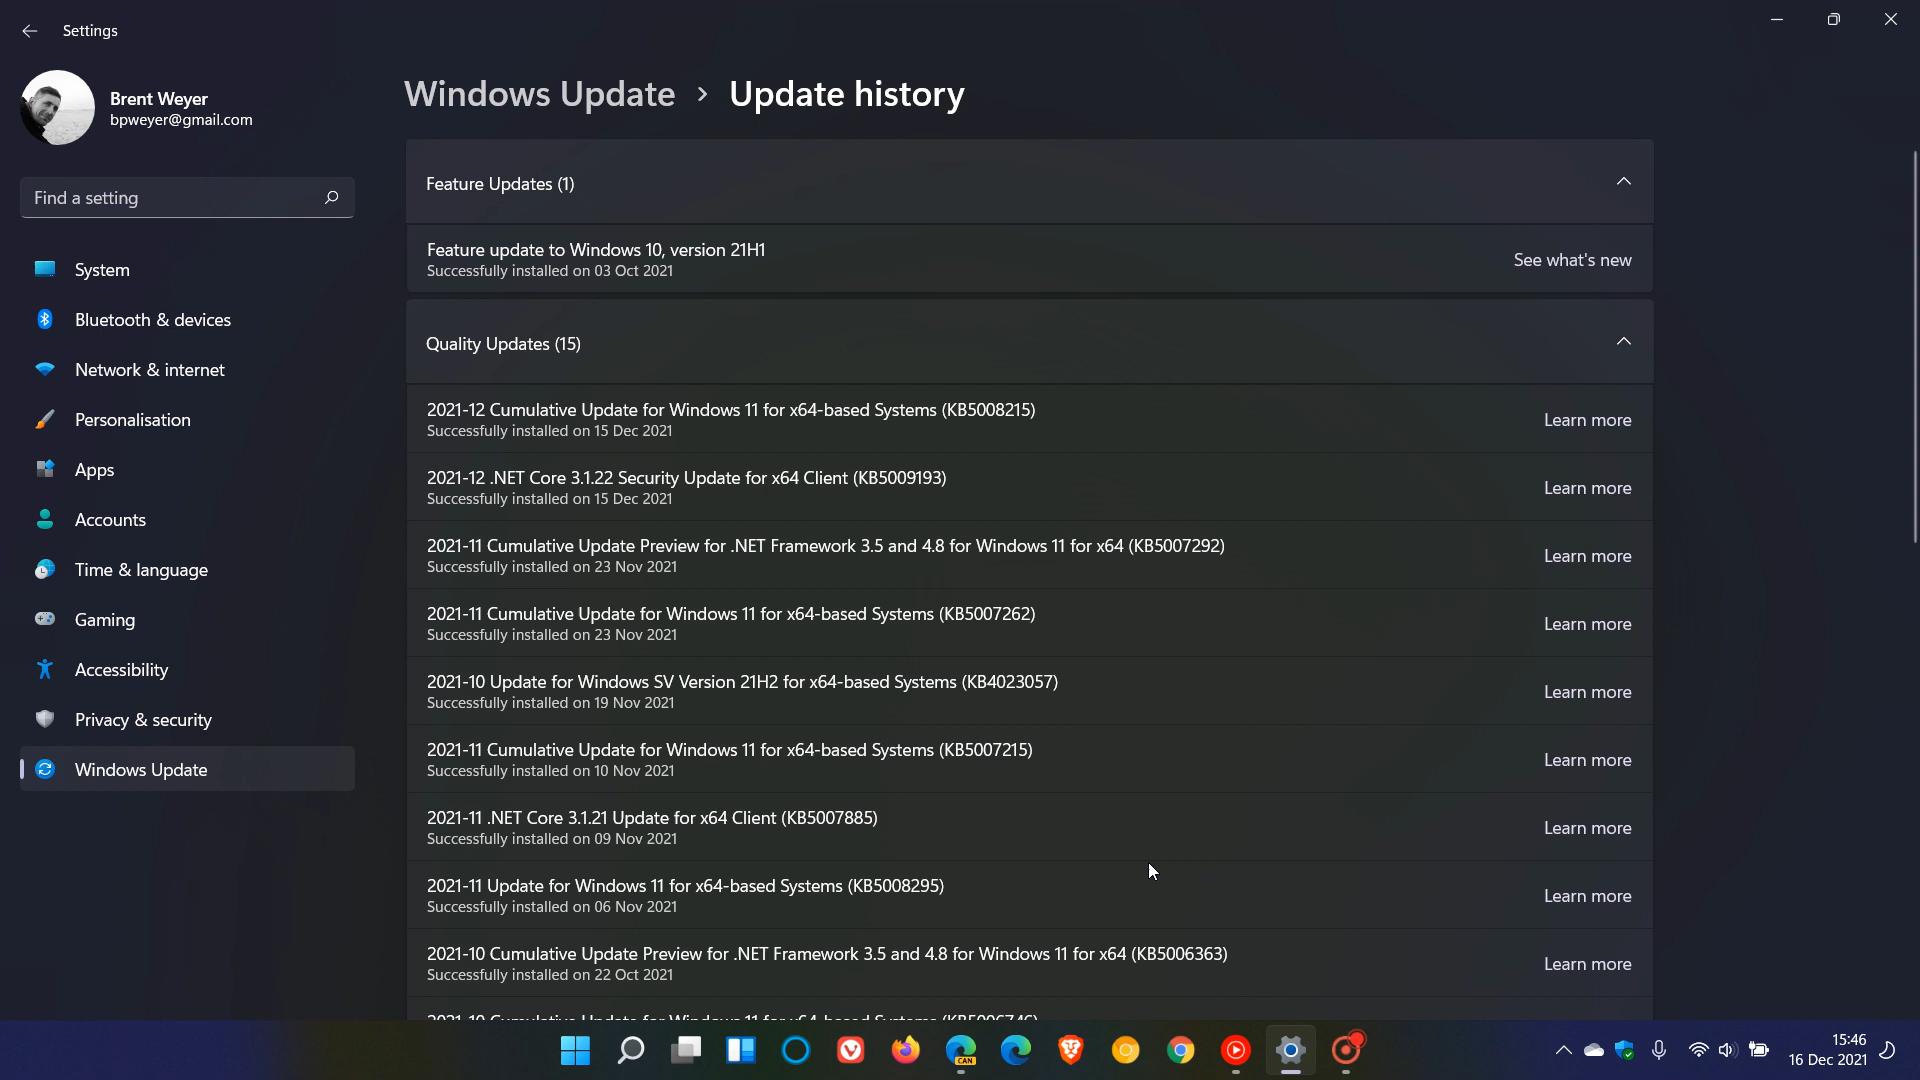 Settings
Brent Weyer
bpweyer@gmail.com
Find a setting
System
Bluetooth & devices
Network & internet
Personalisation
Apps
Accounts
Time & language
Gaming
Accessibility
Privacy & security
Windows Update
Windows Update > Update history
Feature Updates (1)
Feature update to Windows 10, version 21H1
Successfully installed on 03 Oct 2021
See what's new
Quality Updates (15)
2021-12 Cumulative Update for Windows 11 for x64-based Systems (KB5008215)
Successfully installed on 15 Dec 2021
Learn more
2021-12 .NET Core 3.1.22 Security Update for x64 Client (KB5009193)
Successfully installed on 15 Dec 2021
Learn more
2021-11 Cumulative Update Preview for .NET Framework 3.5 and 4.8 for Windows 11 for x64 (KB5007292)
Successfully installed on 23 Nov 2021
Learn more
2021-11 Cumulative Update for Windows 11 for x64-based Systems (KB5007262)
Successfully installed on 23 Nov 2021
Learn more
2021-10 Update for Windows SV Version 21H2 for x64-based Systems (KB4023057)
Successfully installed on 19 Nov 2021
Learn more
2021-11 Cumulative Update for Windows 11 for x64-based Systems (KB5007215)
Successfully installed on 10 Nov 2021
Learn more
2021-11 .NET Core 3.1.21 Update for x64 Client (KB5007885)
Successfully installed on 09 Nov 2021
Learn more
2021-11 Update for Windows 11 for x64-based Systems (KB5008295)
Successfully installed on 06 Nov 2021
Learn more
2021-10 Cumulative Update Preview for .NET Framework 3.5 and 4.8 for Windows 11 for x64 (KB5006363)
Successfully installed on 22 Oct 2021
Learn more
2021-10 Cumulative Update for Windows 11 for x64-based Systems (KB5006746)
CAN
15:46
16 Dec 2021